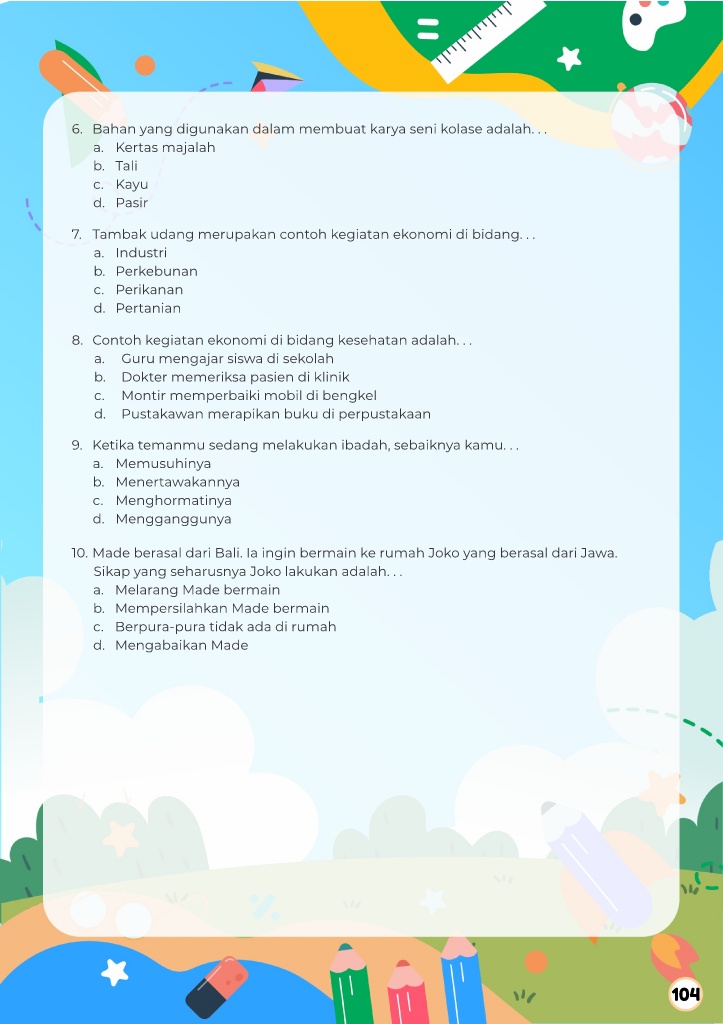 6. Bahan yang digunakan dalam membuat karya seni kolase adalah. . .
a. Kertas majalah
b. Tali
c. Kayu
d. Pasir
7. Tambak udang merupakan contoh kegiatan ekonomi di bidang. . .
a. Industri
b. Perkebunan
c. Perikanan
d. Pertanian
8. Contoh kegiatan ekonomi di bidang kesehatan adalah. . .
a. Guru mengajar siswa di sekolah
b. Dokter memeriksa pasien di klinik
c. Montir memperbaiki mobil di bengkel
d. Pustakawan merapikan buku di perpustakaan
9. Ketika temanmu sedang melakukan ibadah, sebaiknya kamu. . .
a. Memusuhinya
b. Menertawakannya
c. Menghormatinya
d. Mengganggunya
10. Made berasal dari Bali. Ia ingin bermain ke rumah Joko yang berasal dari Jawa.
Sikap yang seharusnya Joko lakukan adalah. . .
a. Melarang Made bermain
b. Mempersilahkan Made bermain
c. Berpura-pura tidak ada di rumah
d. Mengabaikan Made
104